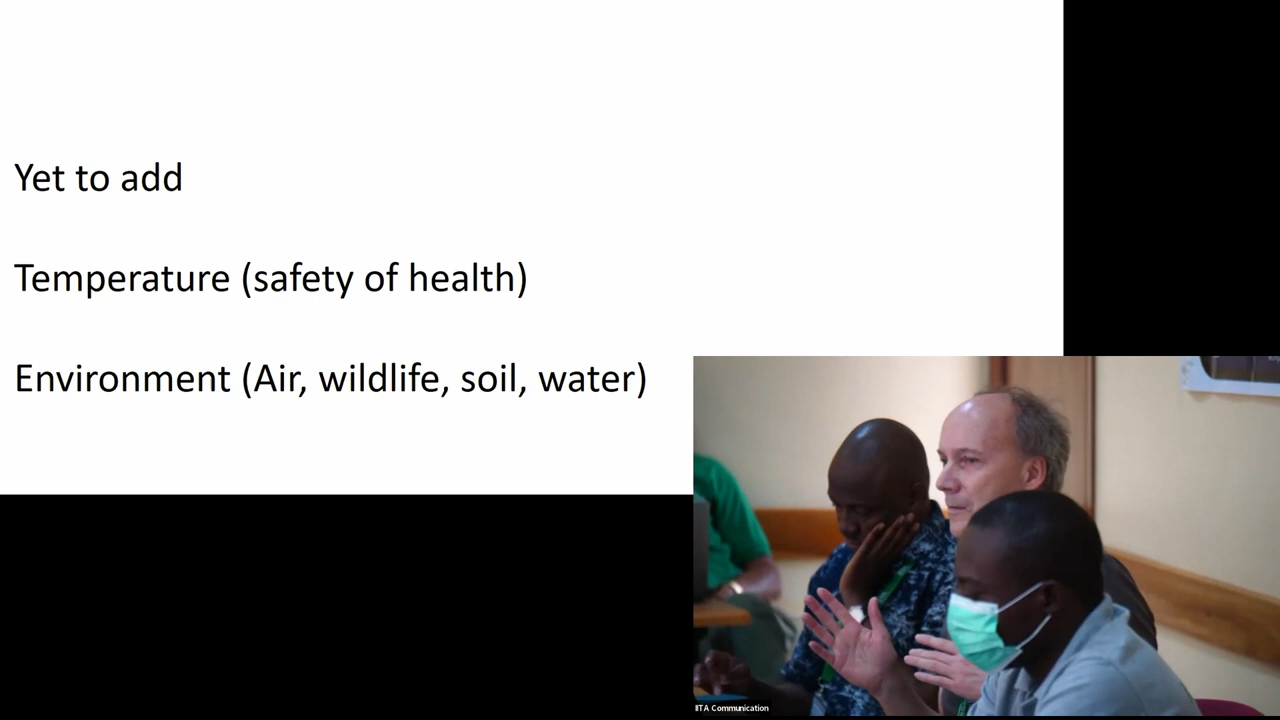 Yet to add
Temperature (safety of health)
Environment (Air, wildlife, soil, water)
IITA Communication